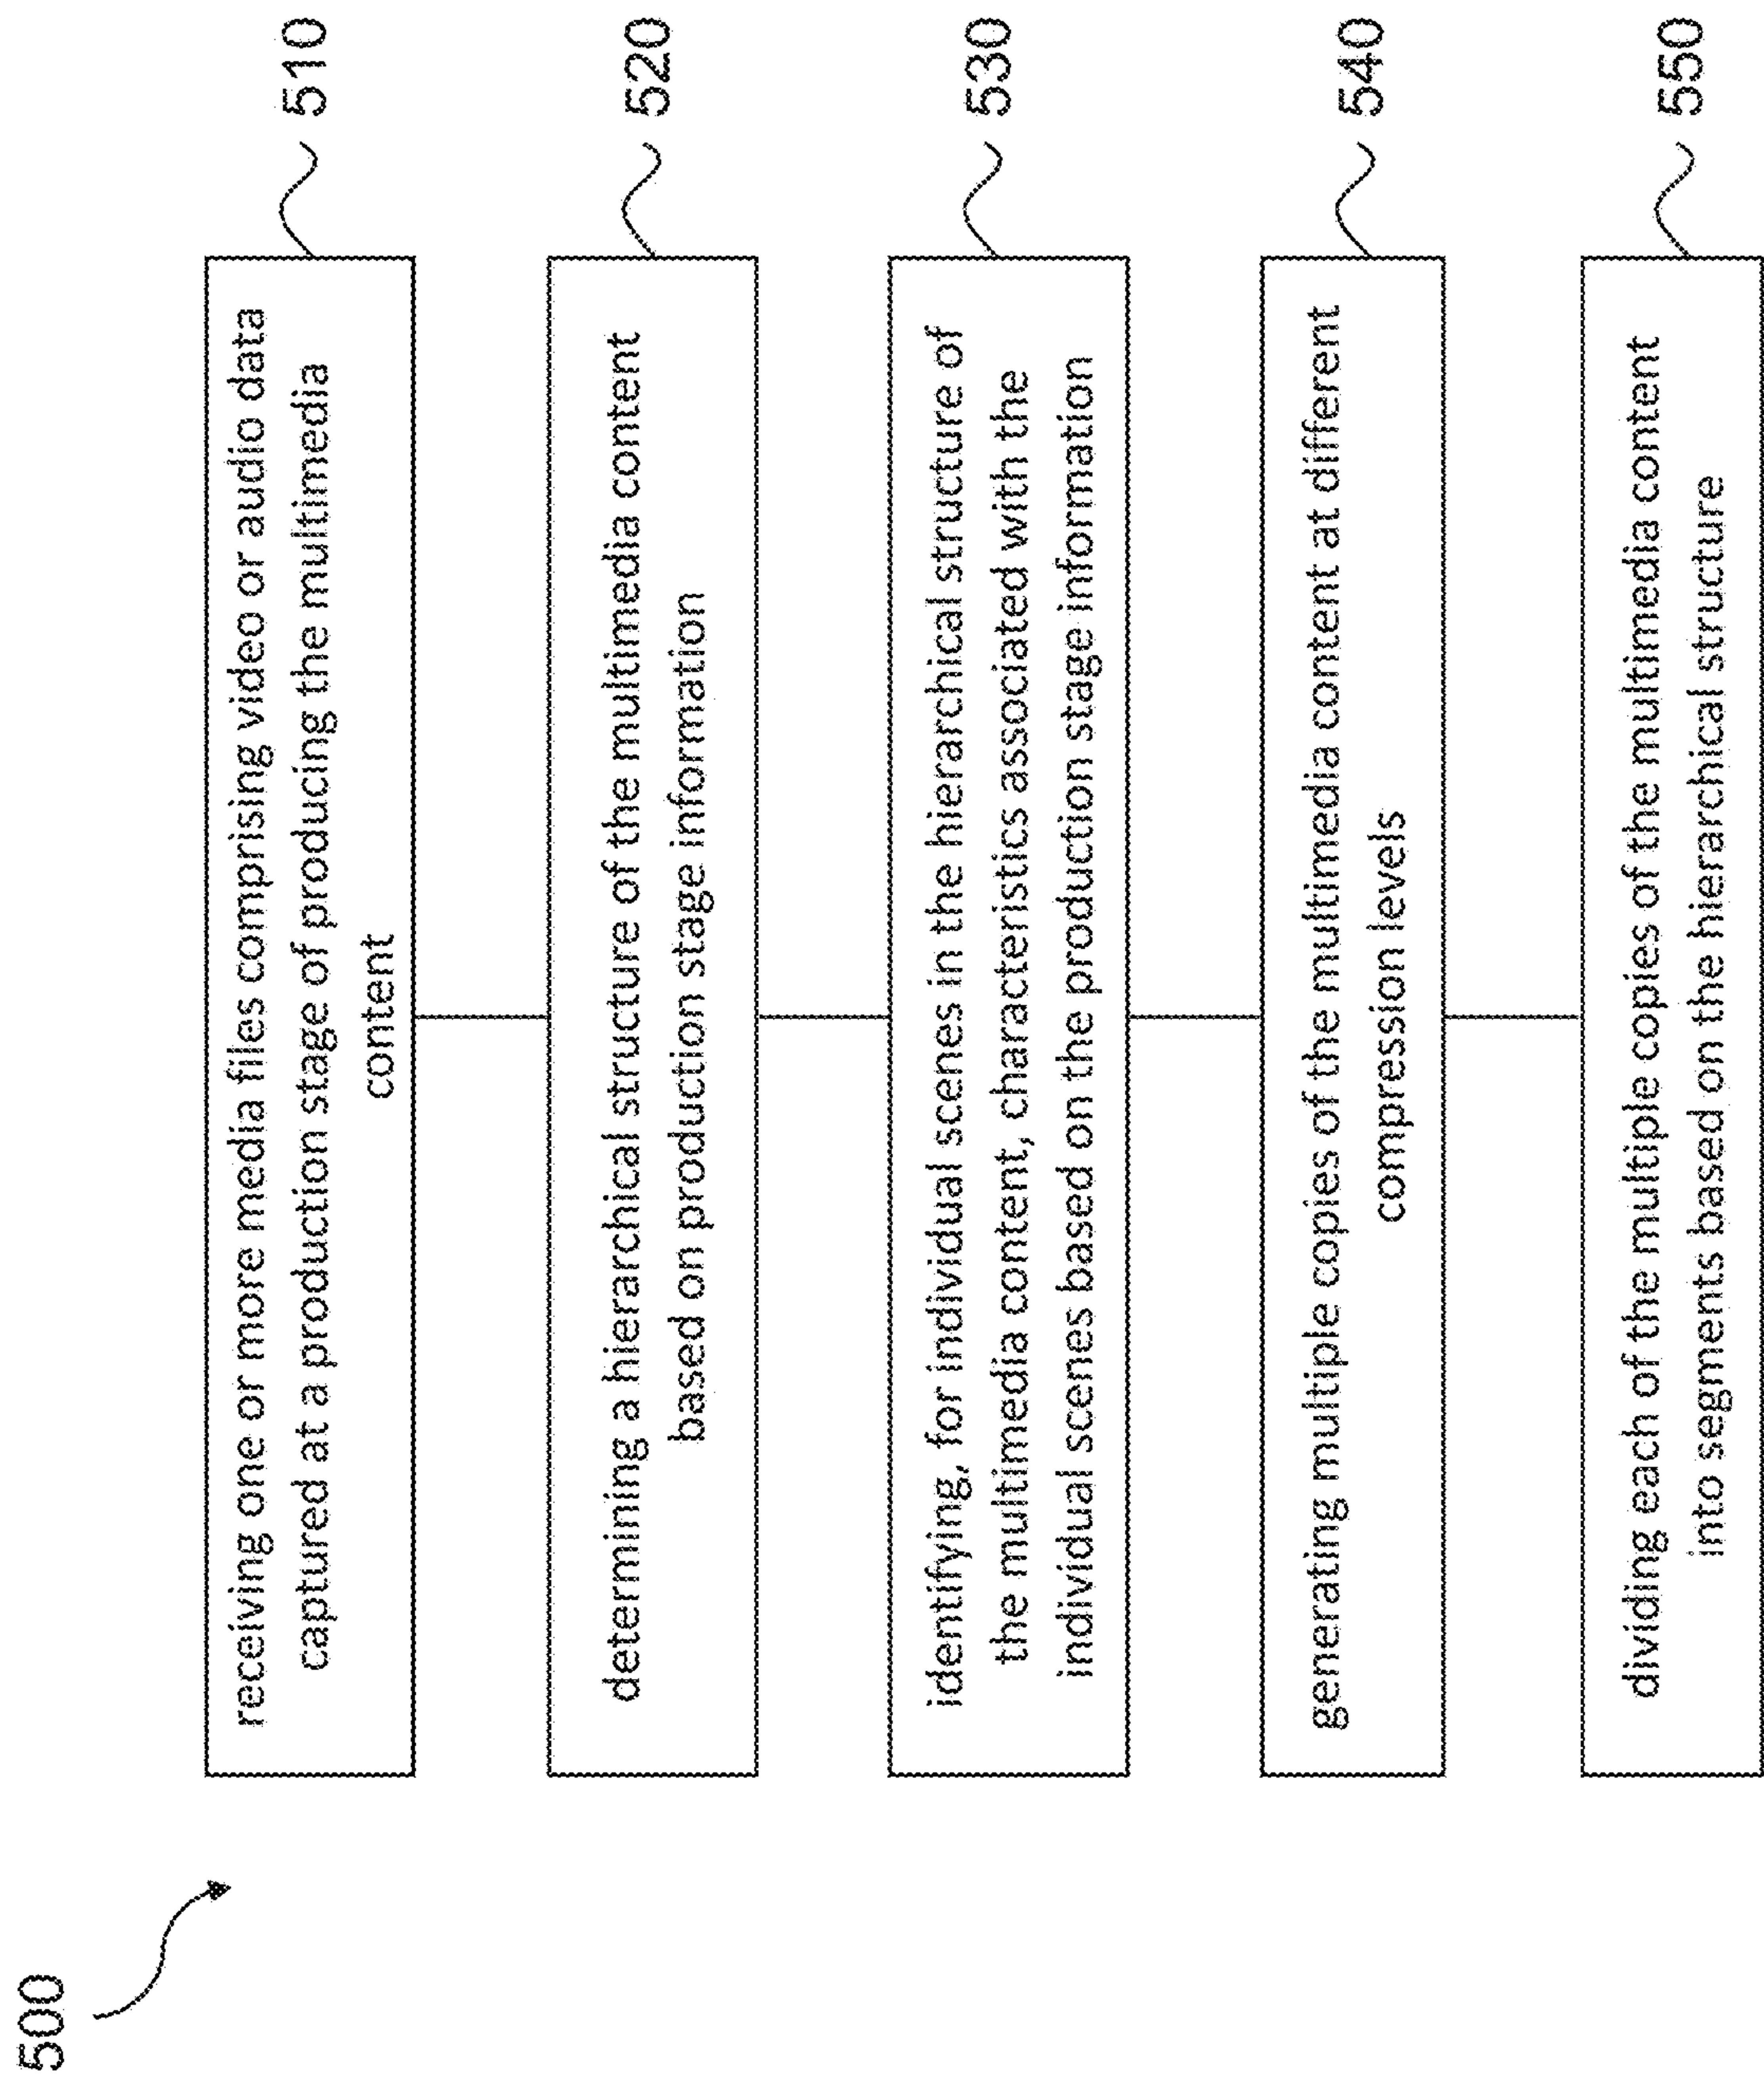 500
receiving one or more media files comprising video or audio data
captured at a production stage of producing the multimedia
content
510
determining a hierarchical structure of the multimedia content
based on production stage information
520
identifying, for individual scenes in the hierarchical structure of
the multimedia content, characteristics associated with the
individual scenes based on the production stage information
530
generating multiple copies of the multimedia content at different
compression levels
540
dividing each of the multiple copies of the multimedia content
into segments based on the hierarchical structure
550